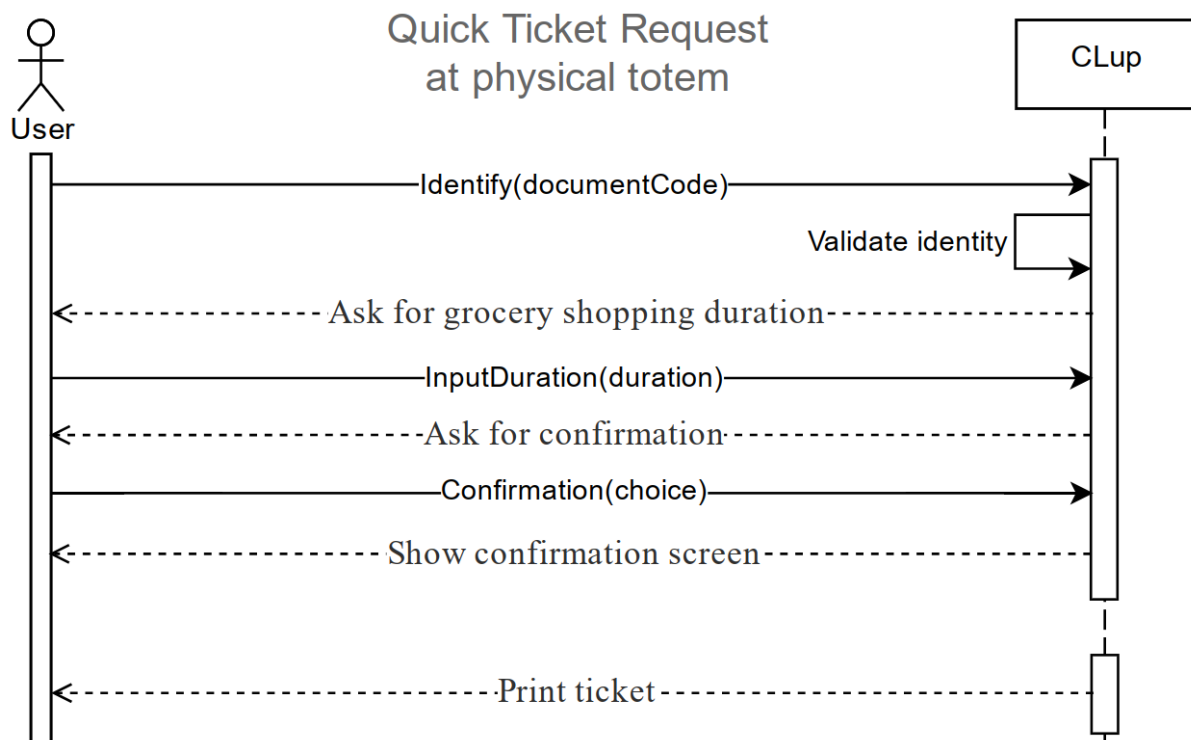 Quick Ticket Request
at physical totem
CLup
User
Identify(documentCode)
Validate identity
Ask for grocery shopping duration
InputDuration(duration)
Ask for confirmation
Confirmation(choice)
Show confirmation screen
Print ticket